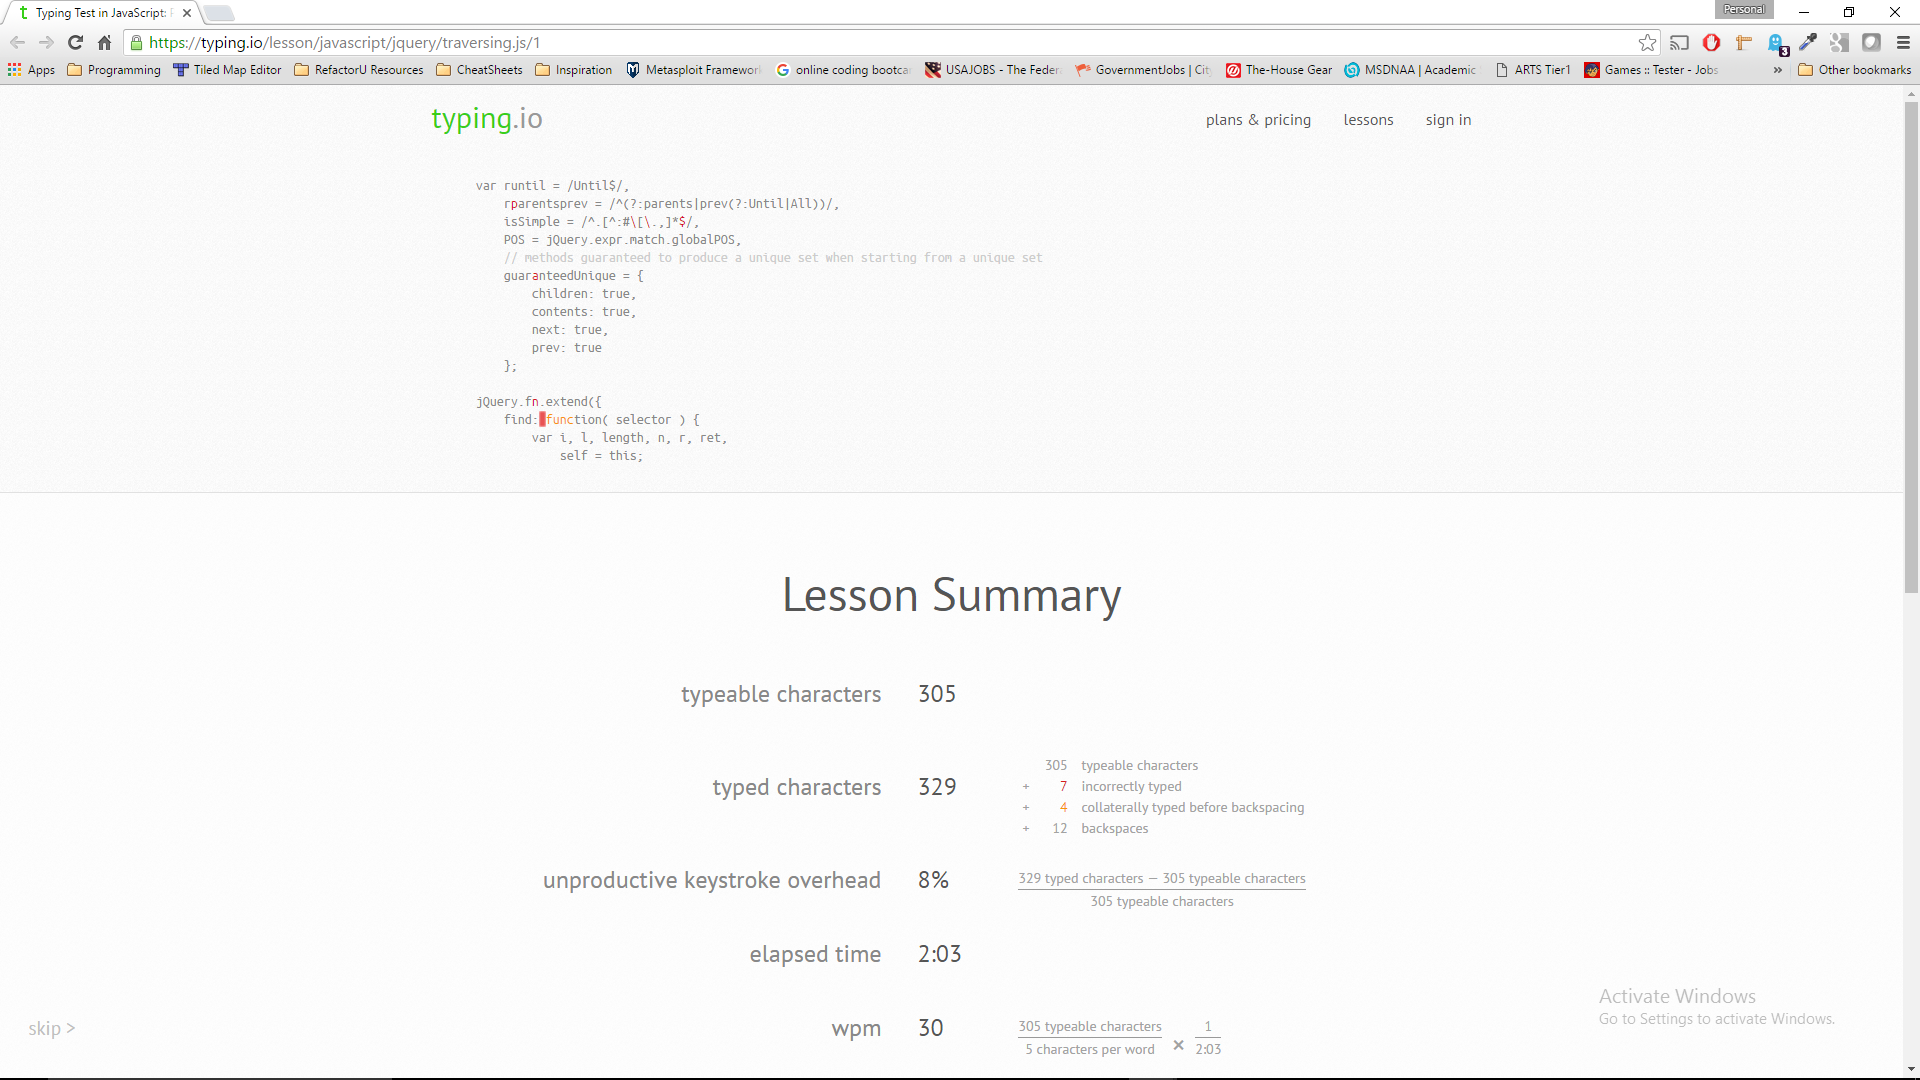 Typing Test in JavaScript:
Personal
https://typing.io/lesson/javascript/jquery/traversing.js/1
3
Apps Programming Tiled Map Editor RefactorU Resources CheatSheets Inspiration Metasploit Framework online coding bootca USAJOBS - The Federa GovernmentJobs | City The-House Gear MSDNAA | Academic ARTS Tier1 Games :: Tester - Jobs » Other bookmarks
typing.io plans & pricing lessons sign in
var runtil = /Until$/,
rparentsprev = /^(?:parents|prev(?:Until|All))/,
isSimple = /^.[^:#\[\.,]*$/,
POS = jQuery.expr.match.globalPOS,
// methods guaranteed to produce a unique set when starting from a unique set
guaranteedUnique = {
children: true,
contents: true,
next: true,
prev: true
};
jQuery.fn.extend({
find: function( selector ) {
var i, l, length, n, r, ret,
self = this;
Lesson Summary
typeable characters 305
typed characters 329
305 typeable characters
+ 7 incorrectly typed
+ 4 collaterally typed before backspacing
+ 12 backspaces
unproductive keystroke overhead 8%
329 typed characters — 305 typeable characters
305 typeable characters
elapsed time 2:03
Activate Windows
Go to Settings to activate Windows.
skip >
wpm 30
305 typeable characters 1
5 characters per word × 2:03